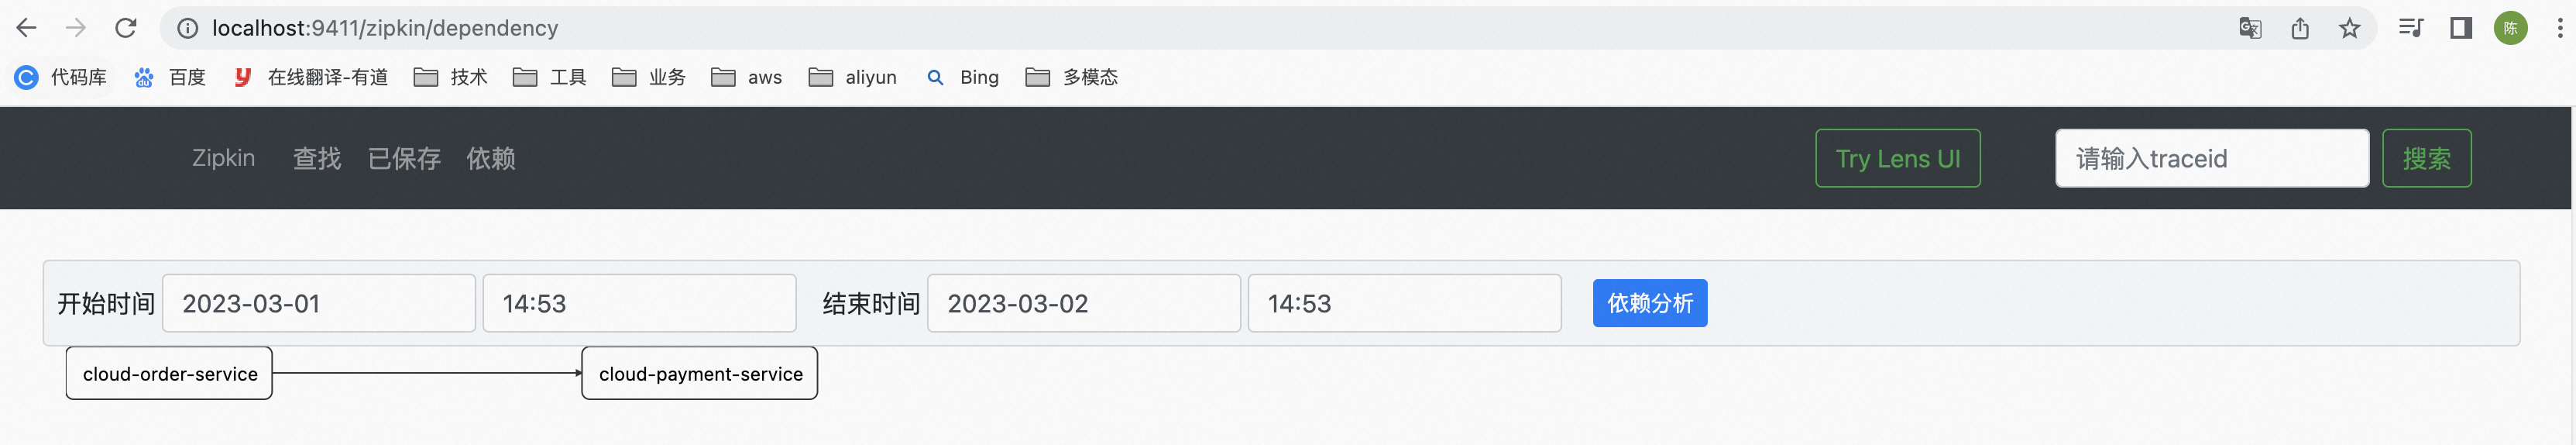 localhost:9411/zipkin/dependency 陈
代码库 百度 在线翻译-有道 技术 工具 业务 aws aliyun Bing 多模态
Zipkin 查找 已保存 依赖 Try Lens UI 请输入traceid 搜索
开始时间 2023-03-01 14:53 结束时间 2023-03-02 14:53 依赖分析
cloud-order-service cloud-payment-service